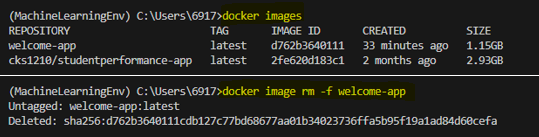 (MachineLearningEnv) C:\Users\6917>docker images
REPOSITORY TAG IMAGE ID CREATED SIZE
welcome-app latest d762b3640111 33 minutes ago 1.15GB
cks1210/studentperformance-app latest 2fe620d183c1 2 months ago 2.93GB
(MachineLearningEnv) C:\Users\6917>docker image rm -f welcome-app
Untagged: welcome-app:latest
Deleted: sha256:d762b3640111cdb127c77bd68677aa01b34023736ffa5b95f19a1ad84d60cefa